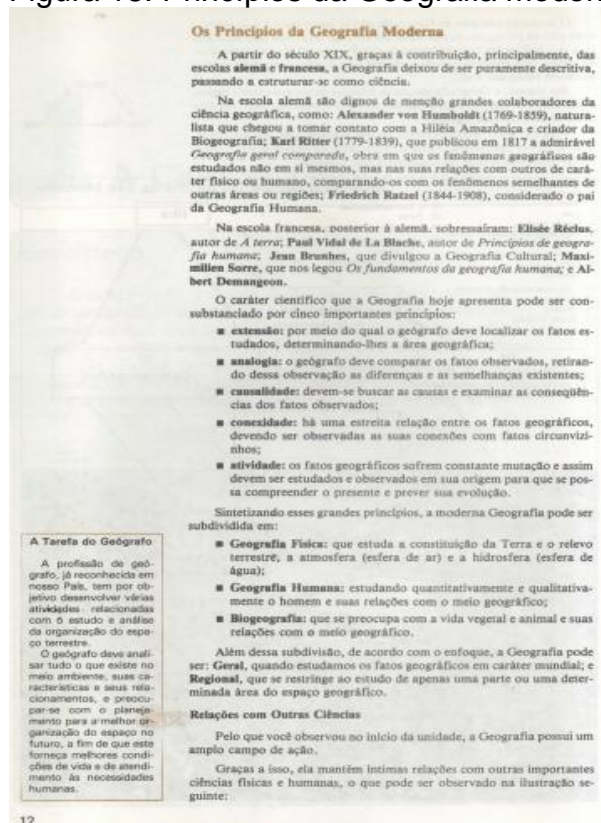 Os Princípios da Geografia Moderna
A partir do século XIX, graças à contribuição, principalmente, das
escolas alemã e francesa, a Geografia deixou de ser puramente descritiva,
passando a estruturar-se como ciência.
Na escola alemã são dignos de menção grandes colaboradores da
ciência geográfica, como: Alexander von Humboldt (1769-1859), natura-
lista que chegou a tomar contato com a Hiléia Amazônica e criador da
Biogeografia; Karl Ritter (1779-1839), que publicou em 1817 a admirável
Geografia geral comparada, obra em que os fenômenos geográficos são
estudados não em si mesmos, mas nas suas relações com outros de cará-
ter físico ou humano, comparando-os com os fenômenos semelhantes de
outras áreas ou regiões; Friedrich Ratzel (1844-1908), considerado o pai
da Geografia Humana.
Na escola francesa, posterior à alemã, sobressaíram: Elisée Réclus,
autor de A terra; Paul Vidal de La Blache, autor de Princípios de geogra-
fia humana; Jean Brunhes, que divulgou a Geografia Cultural; Maxi-
milien Sorre, que nos legou Os fundamentos da geografia humana; e Al-
bert Demangeon.
O caráter científico que a Geografia hoje apresenta pode ser con-
substanciado por cinco importantes princípios:
■ extensão: por meio do qual o geógrafo deve localizar os fatos es-
tudados, determinando-lhes a área geográfica;
■ analogia: o geógrafo deve comparar os fatos observados, retiran-
do dessa observação as diferenças e as semelhanças existentes;
■ causalidade: devem-se buscar as causas e examinar as conseqüên-
cias dos fatos observados;
■ conexidade: há uma estreita relação entre os fatos geográficos,
devendo ser observadas as suas conexões com fatos circunvizi-
nhos;
■ atividade: os fatos geográficos sofrem constante mutação e assim
devem ser estudados e observados em sua origem para que se pos-
sa compreender o presente e prever sua evolução.
Sintetizando esses grandes princípios, a moderna Geografia pode ser
subdividida em:
■ Geografia Física: que estuda a constituição da Terra e o relevo
terrestre, a atmosfera (esfera de ar) e a hidrosfera (esfera de
água);
■ Geografia Humana: estudando quantitativamente e qualitativa-
mente o homem e suas relações com o meio geográfico;
■ Biogeografia: que se preocupa com a vida vegetal e animal e suas
relações com o meio geográfico.
Além dessa subdivisão, de acordo com o enfoque, a Geografia pode
ser: Geral, quando estudamos os fatos geográficos em caráter mundial; e
Regional, que se restringe ao estudo de apenas uma parte ou uma deter-
minada área do espaço geográfico.
Relações com Outras Ciências
Pelo que você observou no início da unidade, a Geografia possui um
amplo campo de ação.
Graças a isso, ela mantém íntimas relações com outras importantes
ciências físicas e humanas, o que pode ser observado na ilustração se-
guinte:
A Tarefa do Geógrafo
A profissão de geó-
grafo, já reconhecida em
nosso País, tem por ob-
jetivo desenvolver várias
atividades relacionadas
com o estudo e análise
da organização do espa-
ço terrestre.
O geógrafo deve anali-
sar tudo o que existe no
meio ambiente, suas ca-
racterísticas e seus rela-
cionamentos, e preocu-
par-se com o planeja-
mento para a melhor or-
ganização do espaço no
futuro, a fim de que este
forneça melhores condi-
ções de vida e de atendi-
mento às necessidades
humanas.
12